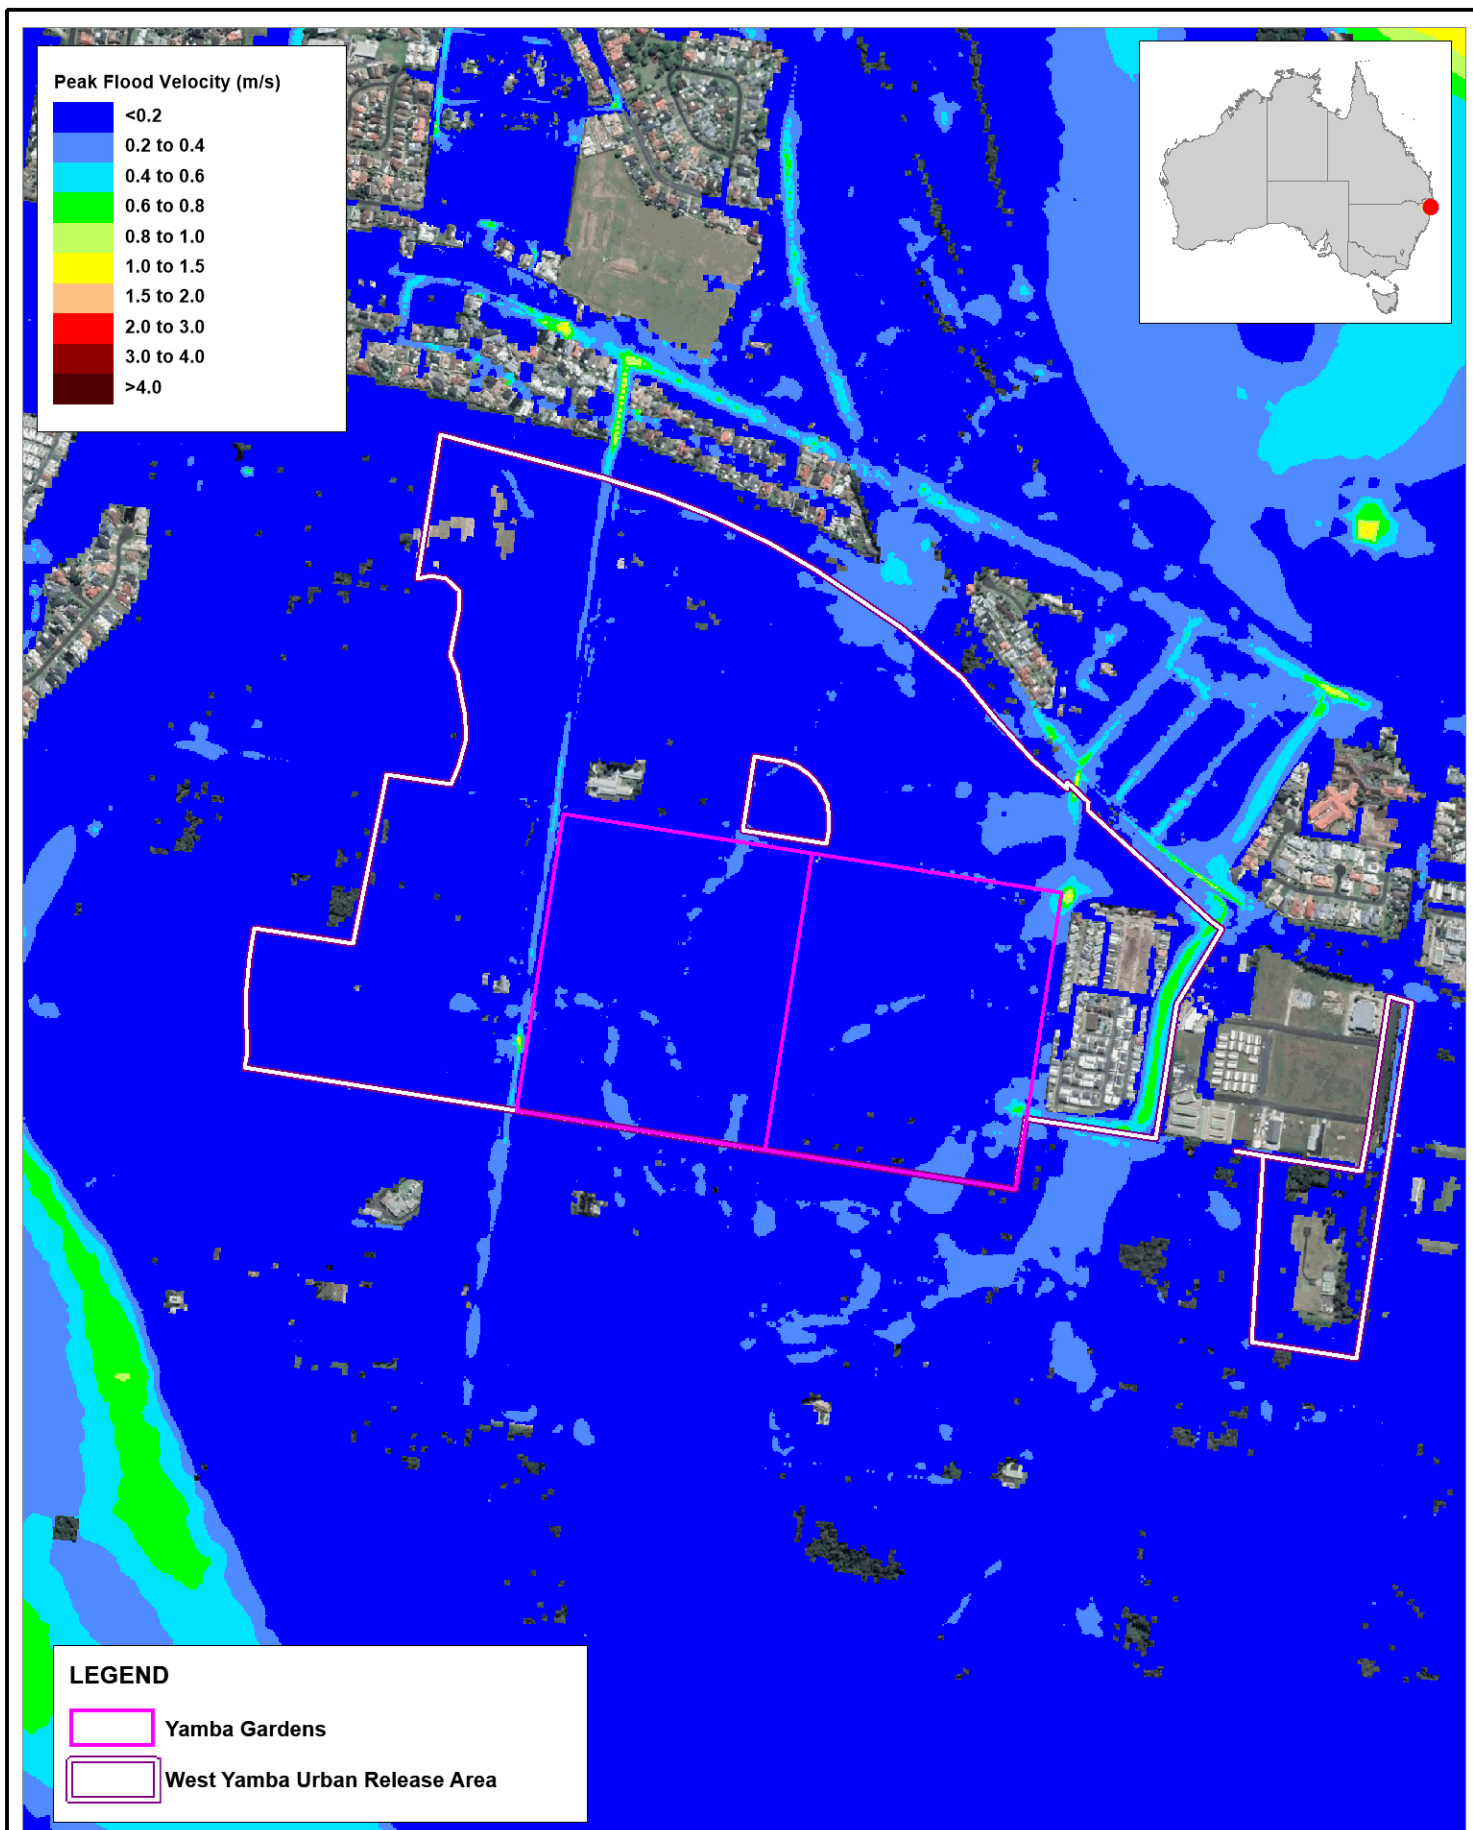 Peak Flood Velocity (m/s)
<0.2
0.2 to 0.4
0.4 to 0.6
0.6 to 0.8
0.8 to 1.0
1.0 to 1.5
1.5 to 2.0
2.0 to 3.0
3.0 to 4.0
>4.0
LEGEND
Yamba Gardens
West Yamba Urban Release Area